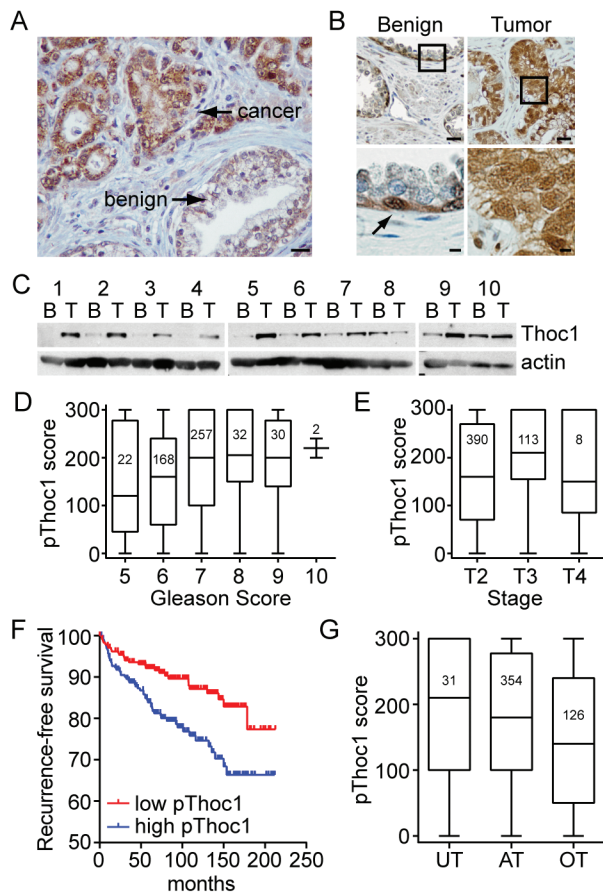 A
cancer
benign
B
Benign Tumor
C
1 2 3 4 5 6 7 8 9 10
B T B T B T B T B T B T B T B T B T B T
Thoc1
actin
D
pThoc1 score
300
200
100
0
22
168
257
32
30
2
5 6 7 8 9 10
Gleason Score
E
pThoc1 score
300
200
100
0
390
113
8
T2 T3 T4
Stage
F
Recurrence-free survival
100
90
80
70
60
50
low pThoc1
high pThoc1
0 50 100 150 200 250
months
G
pThoc1 score
300
200
100
0
31
354
126
UT AT OT